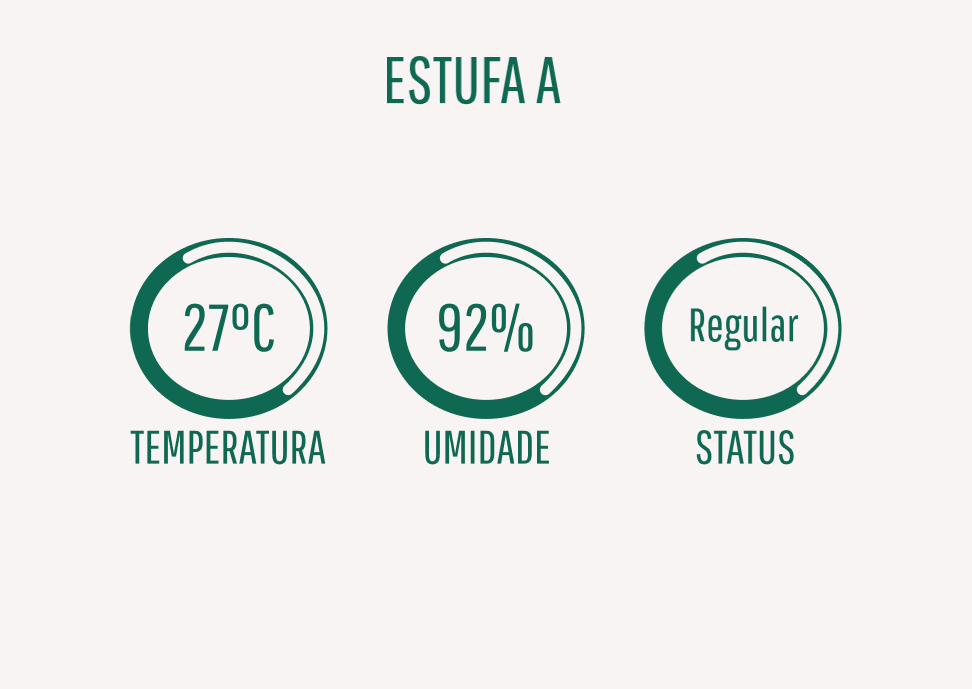 ESTUFA A
27ºC
92%
Regular
TEMPERATURA
UMIDADE
STATUS